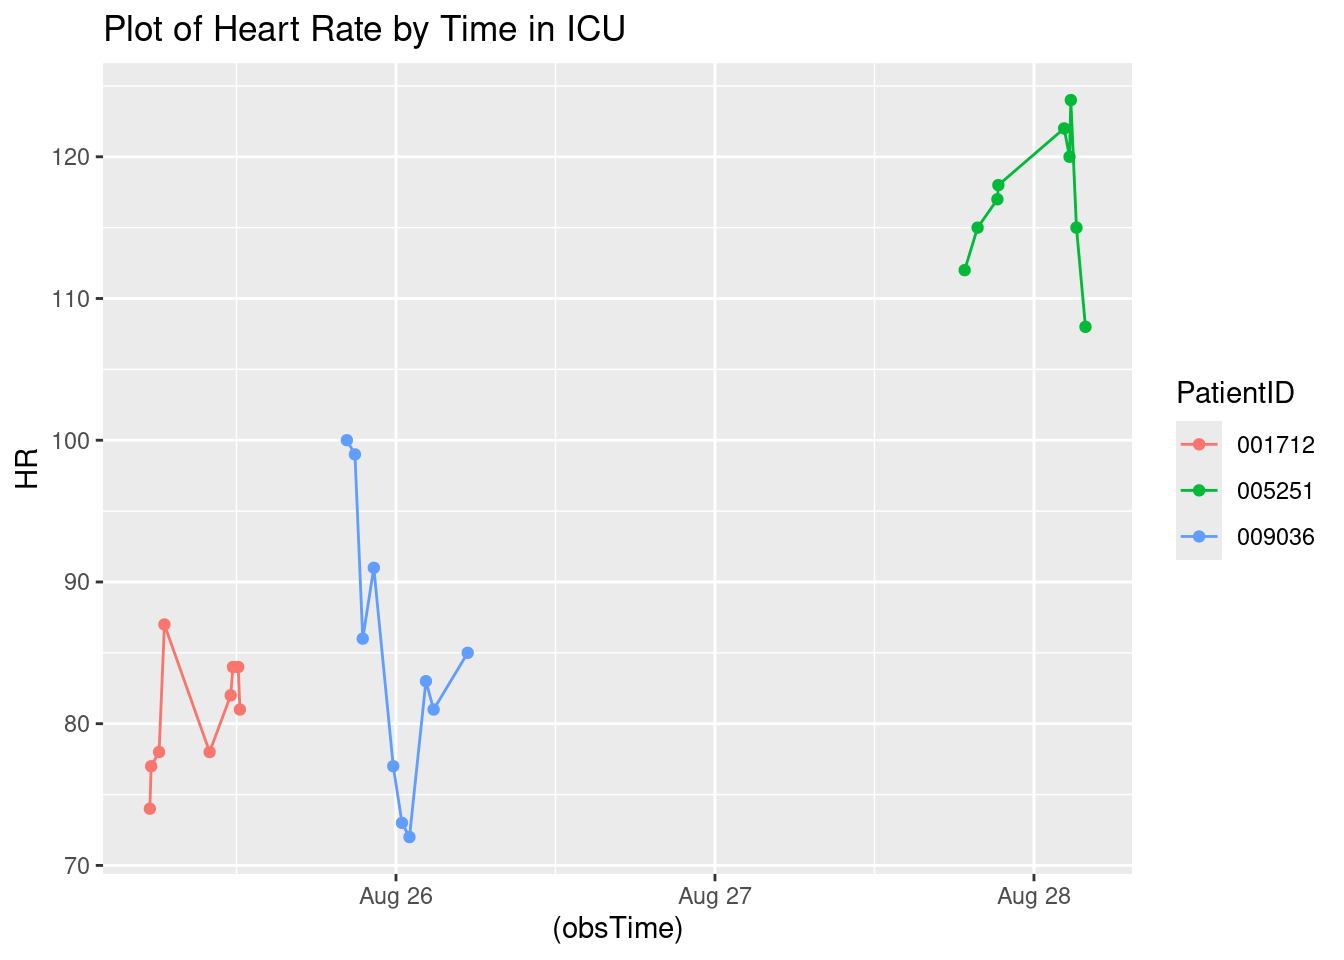 Plot of Heart Rate by Time in ICU
HR
120
110
100
90
80
70
Aug 26
Aug 27
Aug 28
(obsTime)
PatientID
001712
005251
009036